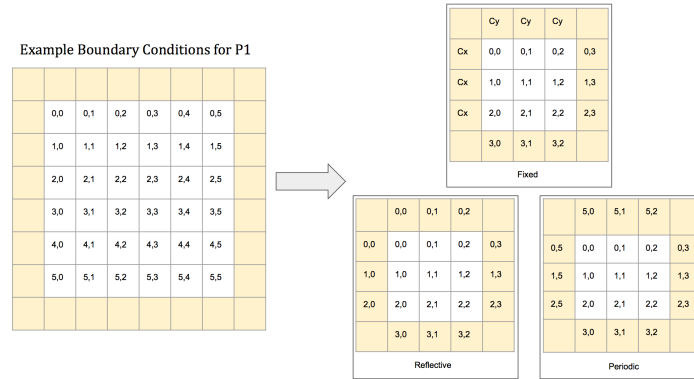 Example Boundary Conditions for P1
0,0 0,1 0,2 0,3 0,4 0,5
1,0 1,1 1,2 1,3 1,4 1,5
2,0 2,1 2,2 2,3 2,4 2,5
3,0 3,1 3,2 3,3 3,4 3,5
4,0 4,1 4,2 4,3 4,4 4,5
5,0 5,1 5,2 5,3 5,4 5,5
Cy Cy Cy
Cx 0,0 0,1 0,2 0,3
Cx 1,0 1,1 1,2 1,3
Cx 2,0 2,1 2,2 2,3
3,0 3,1 3,2
Fixed
0,0 0,1 0,2
0,0 0,0 0,1 0,2 0,3
1,0 1,0 1,1 1,2 1,3
2,0 2,0 2,1 2,2 2,3
3,0 3,1 3,2
Reflective
5,0 5,1 5,2
0,5 0,0 0,1 0,2 0,3
1,5 1,0 1,1 1,2 1,3
2,5 2,0 2,1 2,2 2,3
3,0 3,1 3,2
Periodic